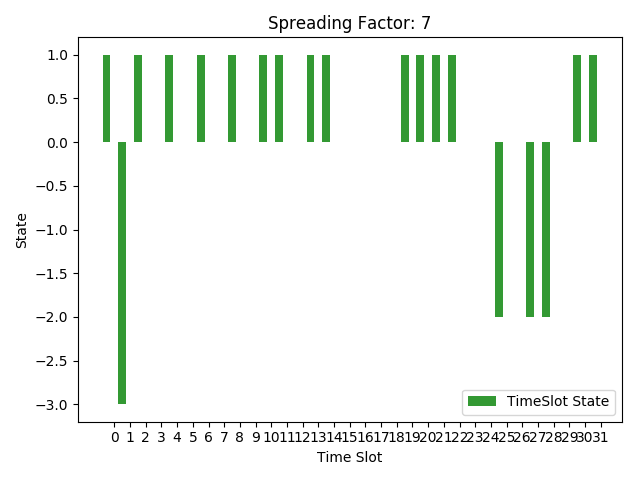 Spreading Factor: 7
1.0
0.5
0.0
−0.5
−1.0
−1.5
−2.0
−2.5
−3.0
State
TimeSlot State
0 1 2 3 4 5 6 7 8 9 10 11 12 13 14 15 16 17 18 19 20 21 22 23 24 25 26 27 28 29 30 31
Time Slot